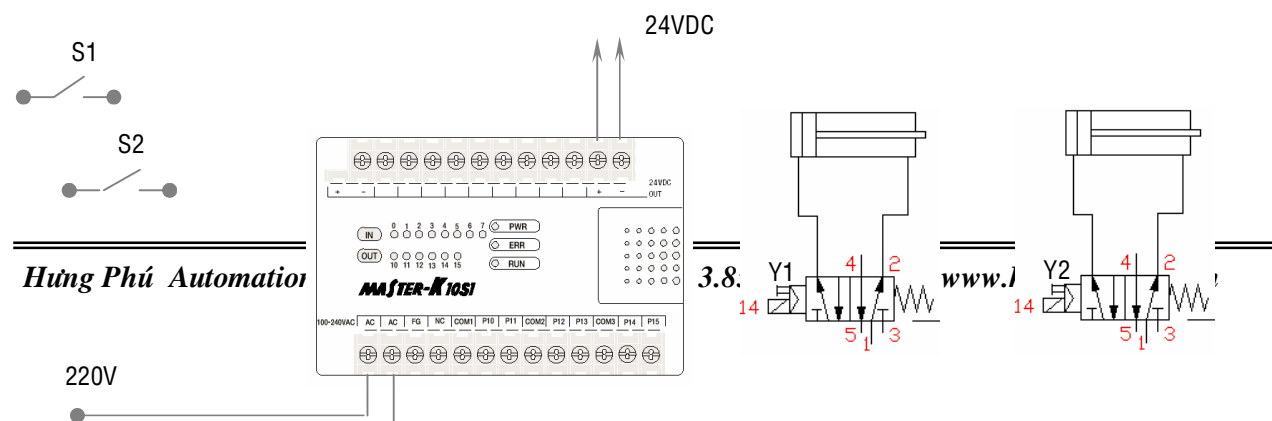 24VDC
S1
S2
+ - + - 24VDC OUT
IN 0 1 2 3 4 5 6 7 PWR
ERR
OUT 10 11 12 13 14 15 RUN
MASTER-K 10S1
100-240VAC AC AC FG NC COM1 P10 P11 COM2 P12 P13 COM3 P14 P15
Hưng Phú Automation 3.8 www.
Y1 4 2
14
5 1 3
Y2 4 2
14
5 1 3
220V